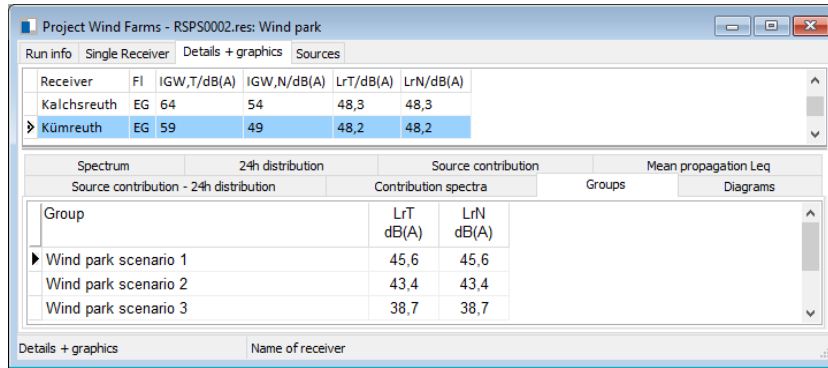 Project Wind Farms - RSPS0002.res: Wind park
Run info Single Receiver Details + graphics Sources
Receiver Fl IGW,T/dB(A) IGW,N/dB(A) LrT/dB(A) LrN/dB(A)
Kalchsreuth EG 64 54 48,3 48,3
Kümreuth EG 59 49 48,2 48,2
Spectrum 24h distribution Source contribution Mean propagation Leq
Source contribution - 24h distribution Contribution spectra Groups Diagrams
Group LrT LrN
dB(A) dB(A)
Wind park scenario 1 45,6 45,6
Wind park scenario 2 43,4 43,4
Wind park scenario 3 38,7 38,7
Details + graphics Name of receiver